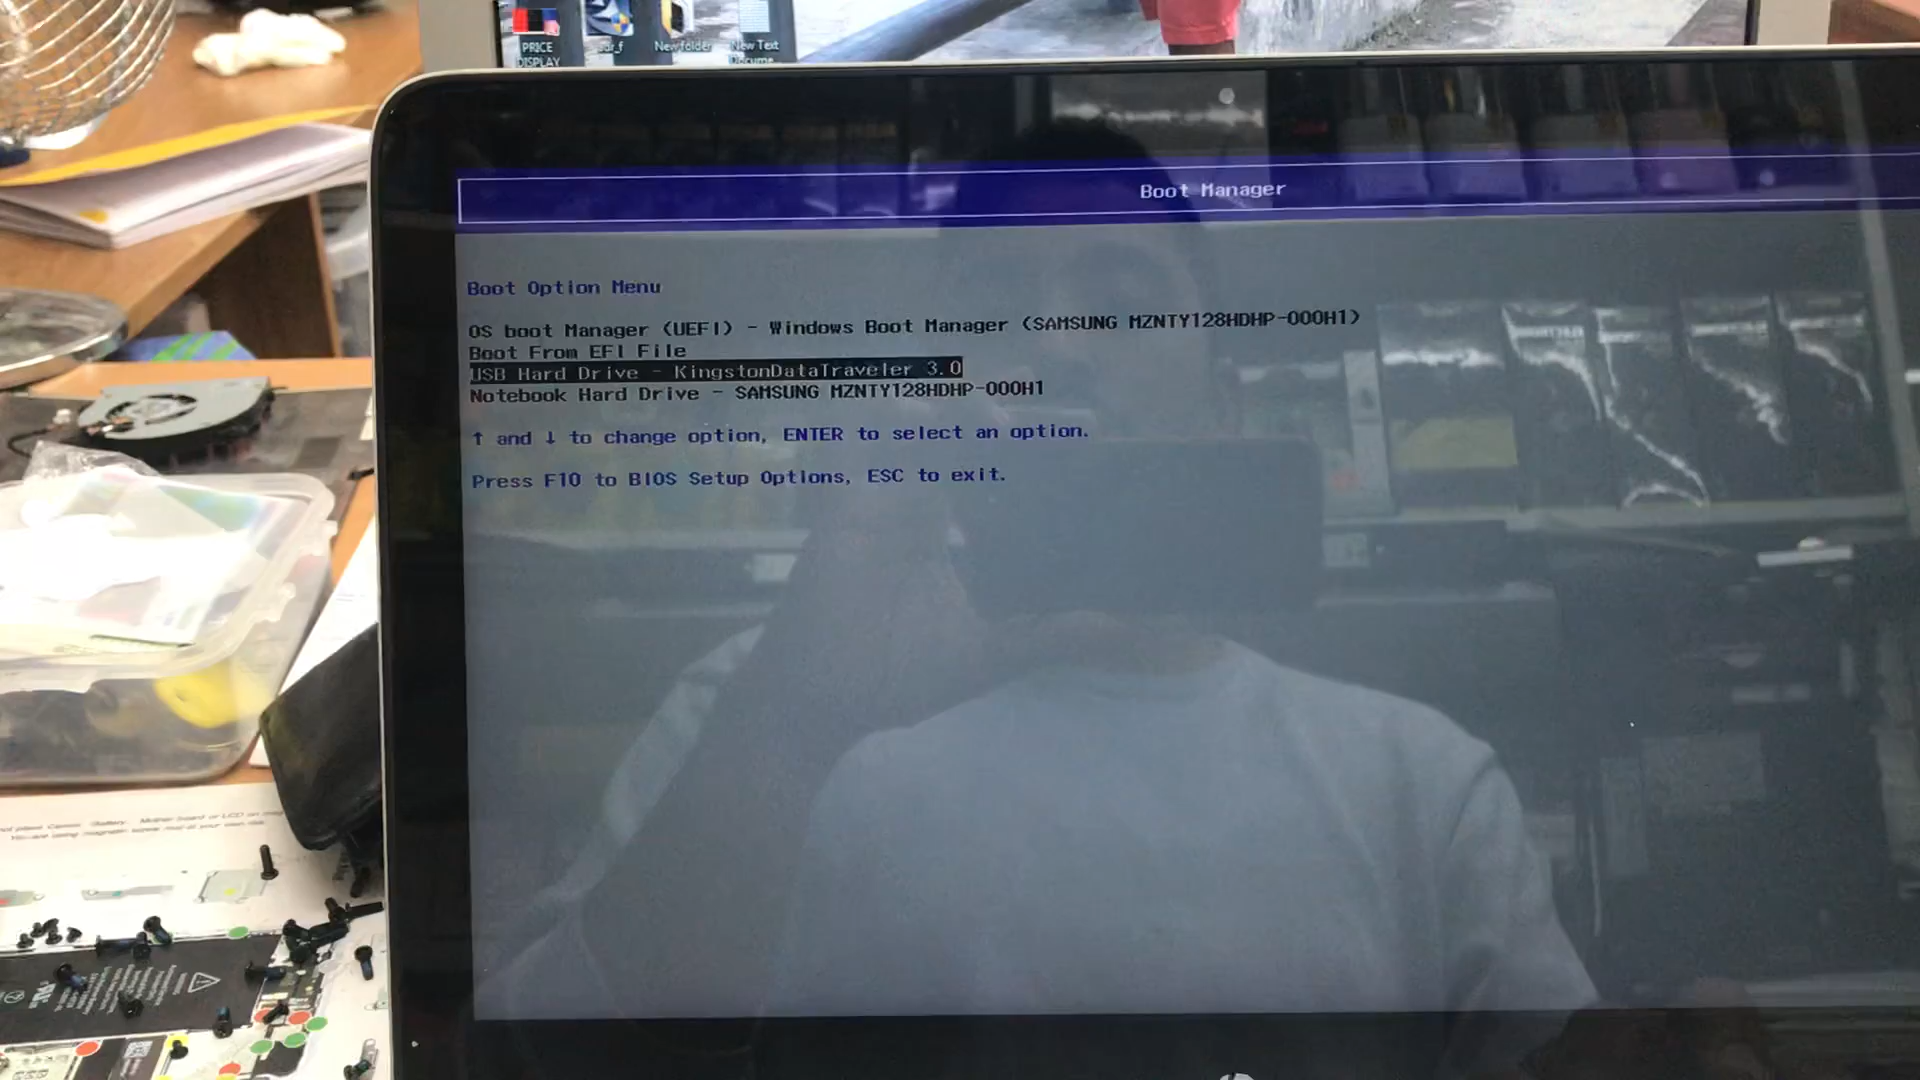 PRICE
DISPLAY
New folder
New Text
Docume...
Boot Manager
Boot Option Menu
OS boot Manager (UEFI) - Windows Boot Manager (SAMSUNG MZNTY128HDHP-000H1)
Boot From EFI File
USB Hard Drive - KingstonDataTraveler 3.0
Notebook Hard Drive - SAMSUNG MZNTY128HDHP-000H1
↑ and ↓ to change option, ENTER to select an option.
Press F10 to BIOS Setup Options, ESC to exit.